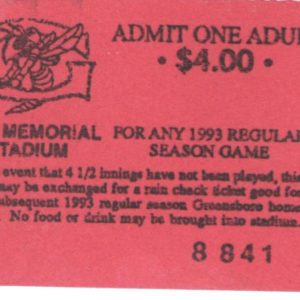 ADMIT ONE ADUL
• $4.00 •
MEMORIAL
TADIUM
FOR ANY 1993 REGULAR
SEASON GAME
event that 4 1/2 innings have not been played, this
may be exchanged for a rain check ticket good for
subsequent 1993 regular season Greensboro home
No food or drink may be brought into stadium.
8 841